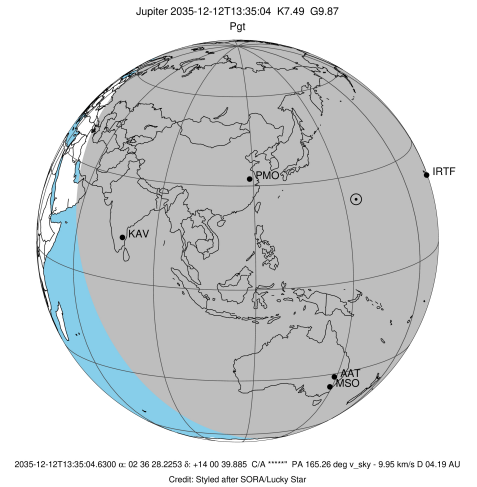 Jupiter 2035-12-12T13:35:04 K7.49 G9.87
Pgt
IRTF
PMO
KAV
AAT
MSO
2035-12-12T13:35:04.6300 α: 02 36 28.2253 δ: +14 00 39.885 C/A *****" PA 165.26 deg v_sky - 9.95 km/s D 04.19 AU
Credit: Styled after SORA/Lucky Star